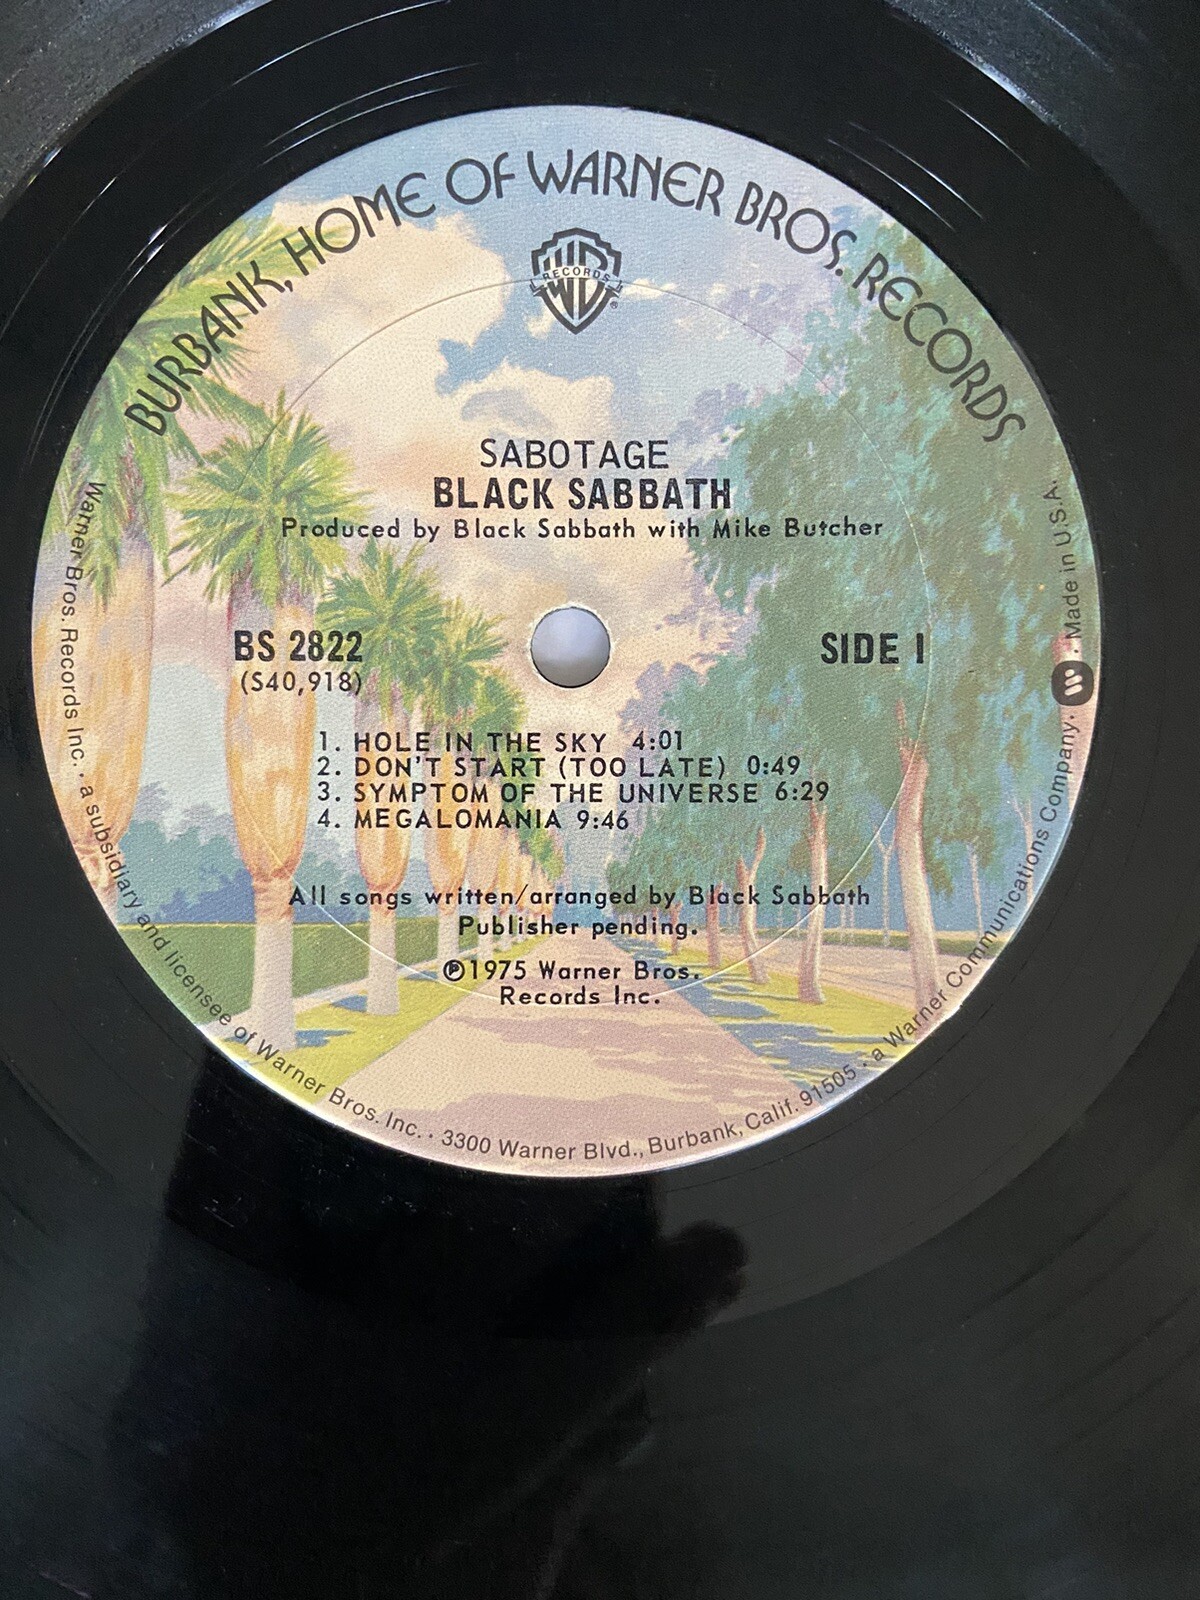 BURBANK, HOME OF WARNER BROS. RECORDS
W RECORDS ®
SABOTAGE
BLACK SABBATH
Produced by Black Sabbath with Mike Butcher
BS 2822
SIDE 1
(S40,918)
1. HOLE IN THE SKY 4:01
2. DON'T START (TOO LATE) 0:49
3. SYMPTOM OF THE UNIVERSE 6:29
4. MEGALOMANIA 9:46
All songs written/arranged by Black Sabbath
Publisher pending.
℗1975 Warner Bros.
Records Inc.
Warner Bros. Records Inc. · a subsidiary and licensee of Warner Bros. Inc. · 3300 Warner Blvd., Burbank, Calif. 91505 · a Warner Communications Company. · Made in U.S.A.